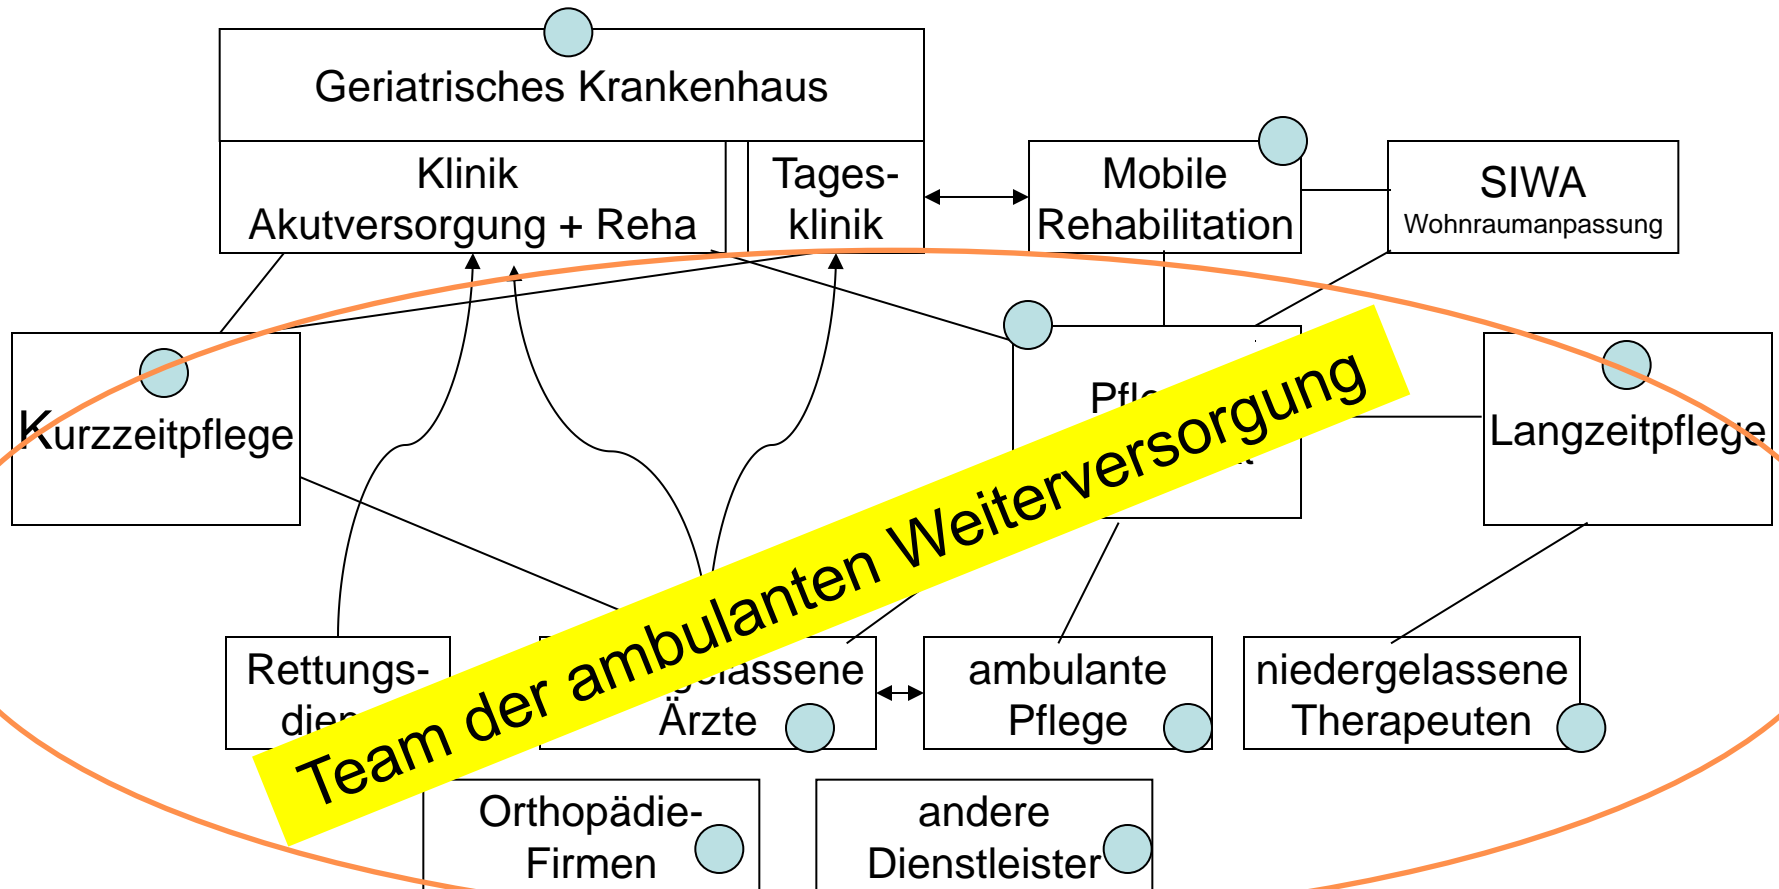 Geriatrisches Krankenhaus
Klinik
Akutversorgung + Reha
Tages-
klinik
Mobile
Rehabilitation
SIWA
Wohnraumanpassung
Kurzzeitpflege
Langzeitpflege
Team der ambulanten Weiterversorgung
Rettungs-
Ärzte
ambulante
Pflege
niedergelassene
Therapeuten
Orthopädie-
Firmen
andere
Dienstleister